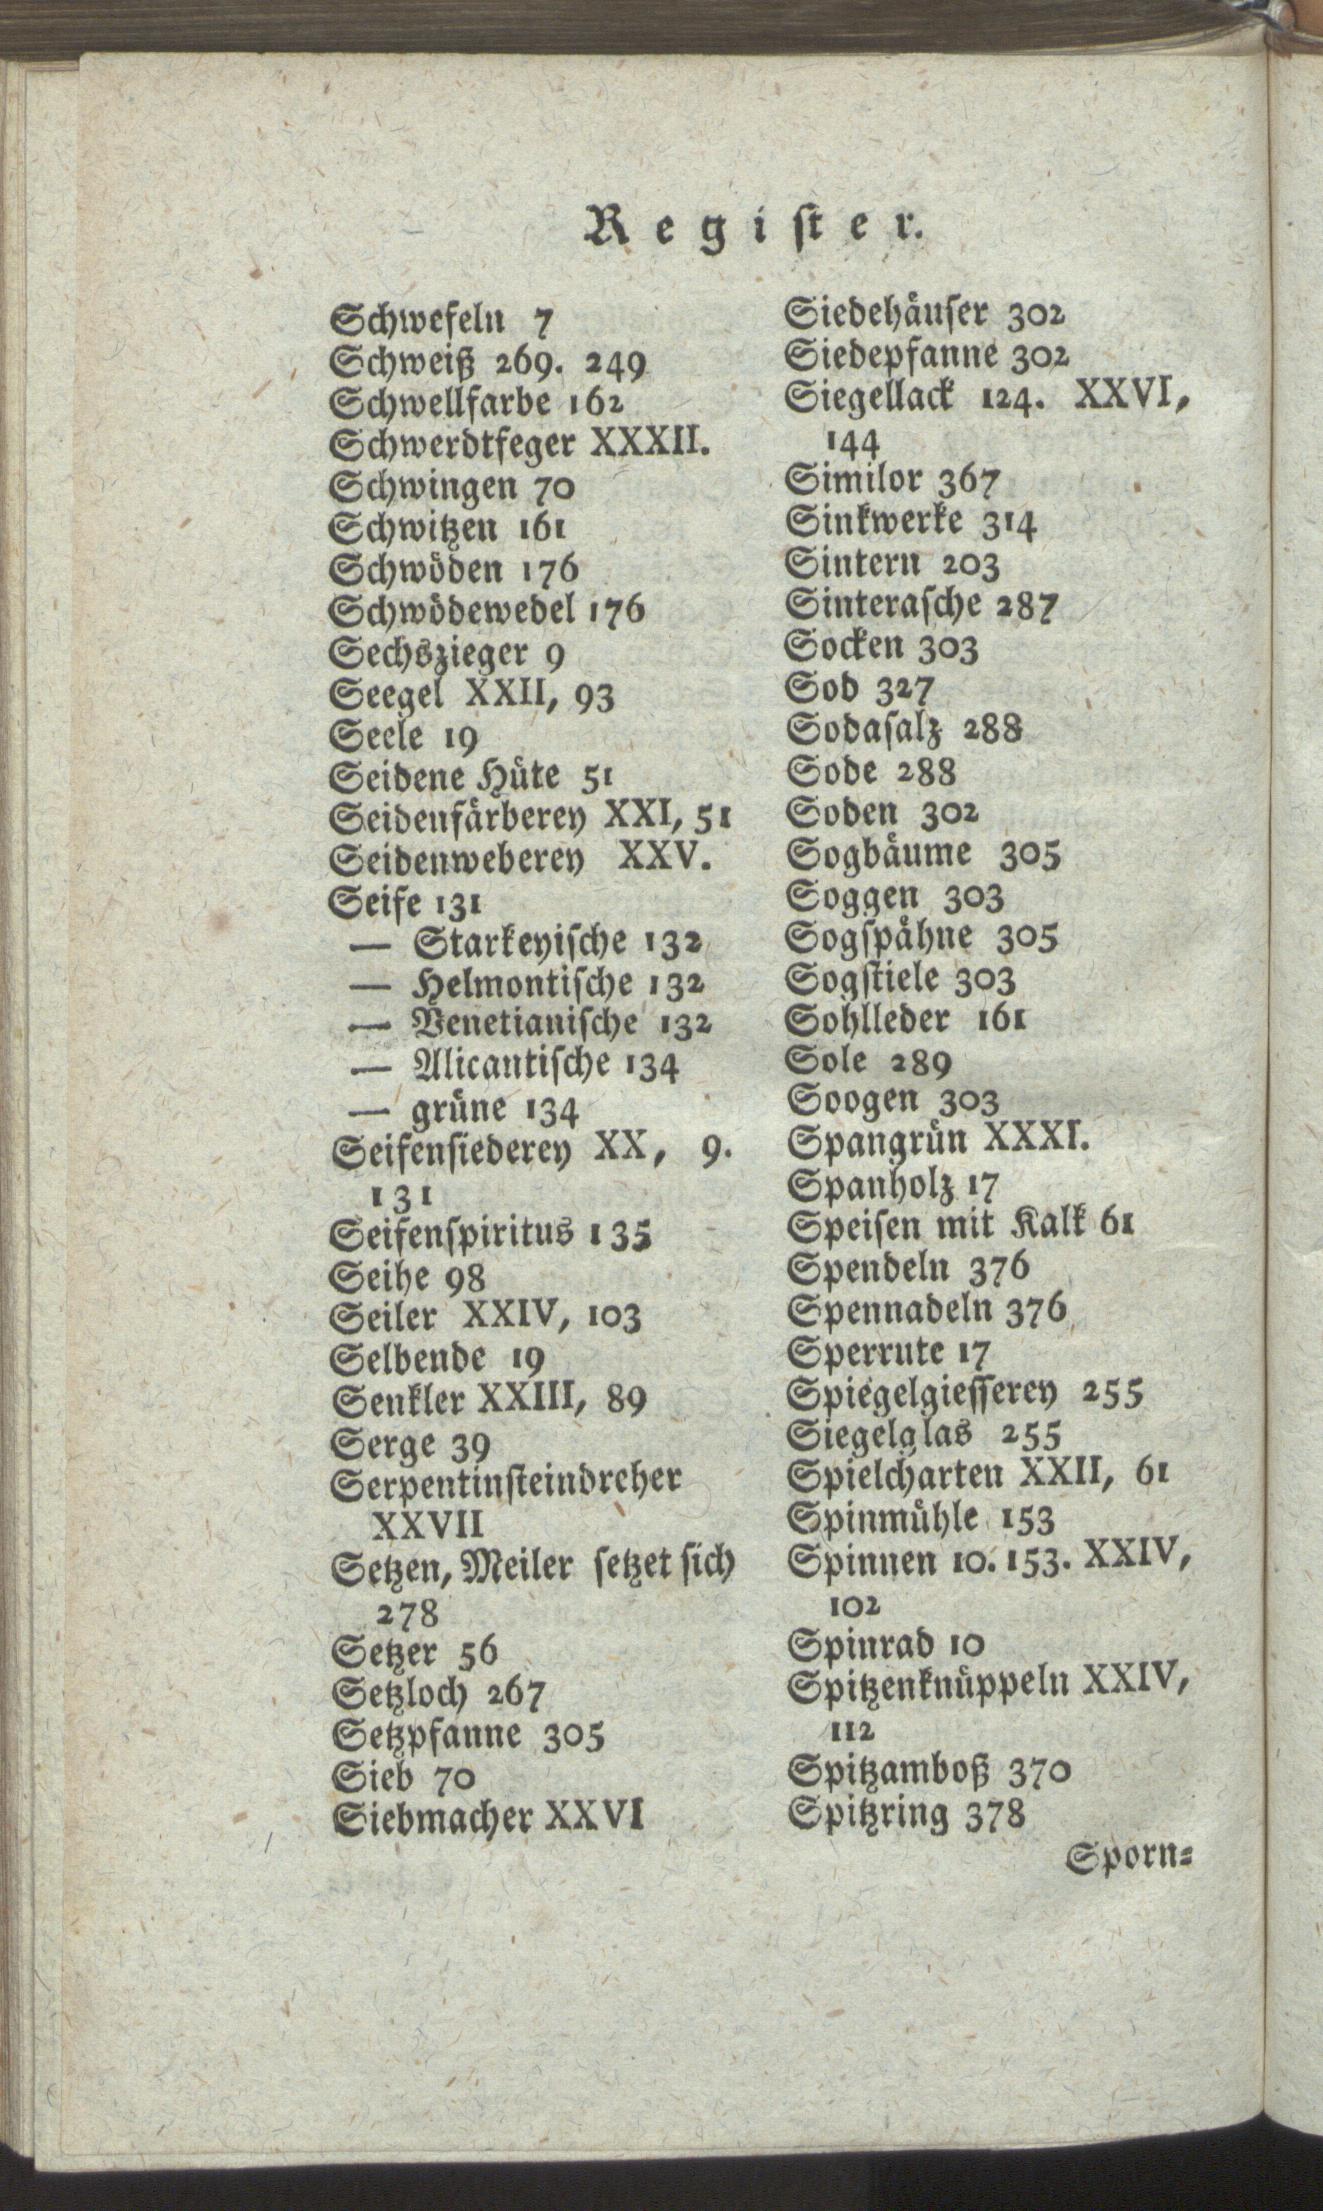 Register.
Schwefeln 7
Schweiß 269. 249
Schwellfarbe 162
Schwerdtfeger XXXII.
Schwingen 70
Schwitzen 161
Schwöden 176
Schwödewedel 176
Sechszieger 9
Seegel XXII, 93
Seele 19
Seidene Hüte 51
Seidenfärberey XXI, 51
Seidenweberey XXV.
Seife 131
— Starkeyische 132
— Helmontische 132
— Venetianische 132
— Alicantische 134
— grüne 134
Seifensiederey XX, 9.
131
Seifenspiritus 135
Seihe 98
Seiler XXIV, 103
Selbende 19
Senkler XXIII, 89
Serge 39
Serpentinsteindreher
XXVII
Setzen, Meiler setzet sich
278
Setzer 56
Setzloch 267
Setzpfanne 305
Sieb 70
Siebmacher XXVI
Siedehäuser 302
Siedepfanne 302
Siegellack 124. XXVI,
144
Similor 367
Sinkwerke 314
Sintern 203
Sinterasche 287
Socken 303
Sod 327
Sodasalz 288
Sode 288
Soden 302
Sogbäume 305
Soggen 303
Sogspähne 305
Sogstiele 303
Sohlleder 161
Sole 289
Soogen 303
Spangrün XXXI.
Spanholz 17
Speisen mit Kalk 61
Spendeln 376
Spennadeln 376
Sperrute 17
Spiegelgiesserey 255
Siegelglas 255
Spielcharten XXII, 61
Spinmühle 153
Spinnen 10. 153. XXIV,
102
Spinrad 10
Spitzenknüppeln XXIV,
112
Spitzamboß 370
Spitzring 378
Sporn-